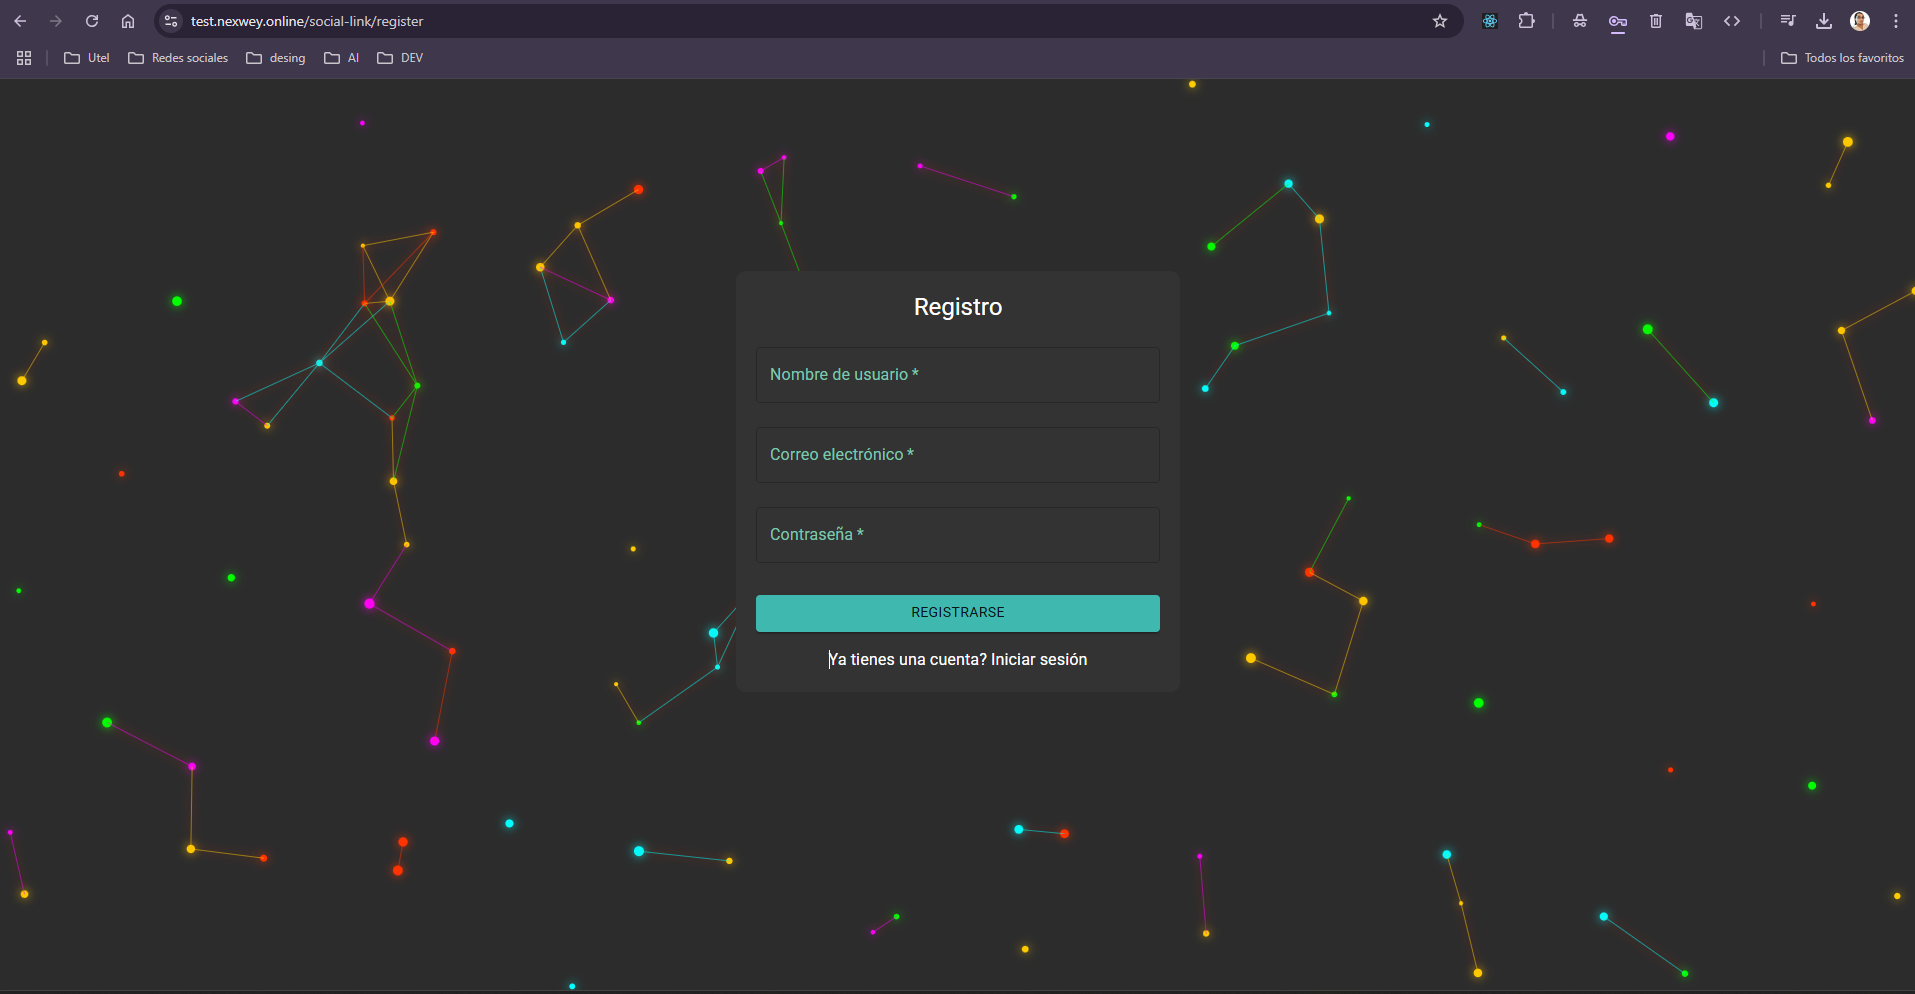 test.nexwey.online/social-link/register
Utel
Redes sociales
desing
AI
DEV
Todos los favoritos
Registro
Nombre de usuario *
Correo electrónico *
Contraseña *
REGISTRARSE
Ya tienes una cuenta? Iniciar sesión